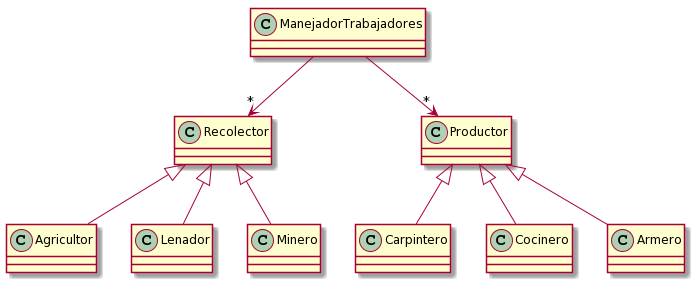 C ManejadorTrabajadores
* *
C Recolector C Productor
C Agricultor C Lenador C Minero C Carpintero C Cocinero C Armero